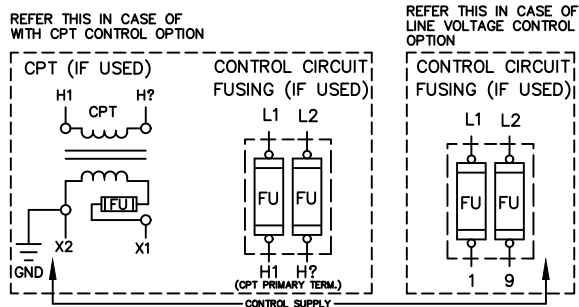 REFER THIS IN CASE OF
WITH CPT CONTROL OPTION
CPT (IF USED)
H1 H?
CPT
FU
X2 X1
GND
CONTROL CIRCUIT
FUSING (IF USED)
L1 L2
FU FU
H1 H?
(CPT PRIMARY TERM.)
REFER THIS IN CASE OF
LINE VOLTAGE CONTROL
OPTION
CONTROL CIRCUIT
FUSING (IF USED)
L1 L2
FU FU
1 9
CONTROL SUPPLY